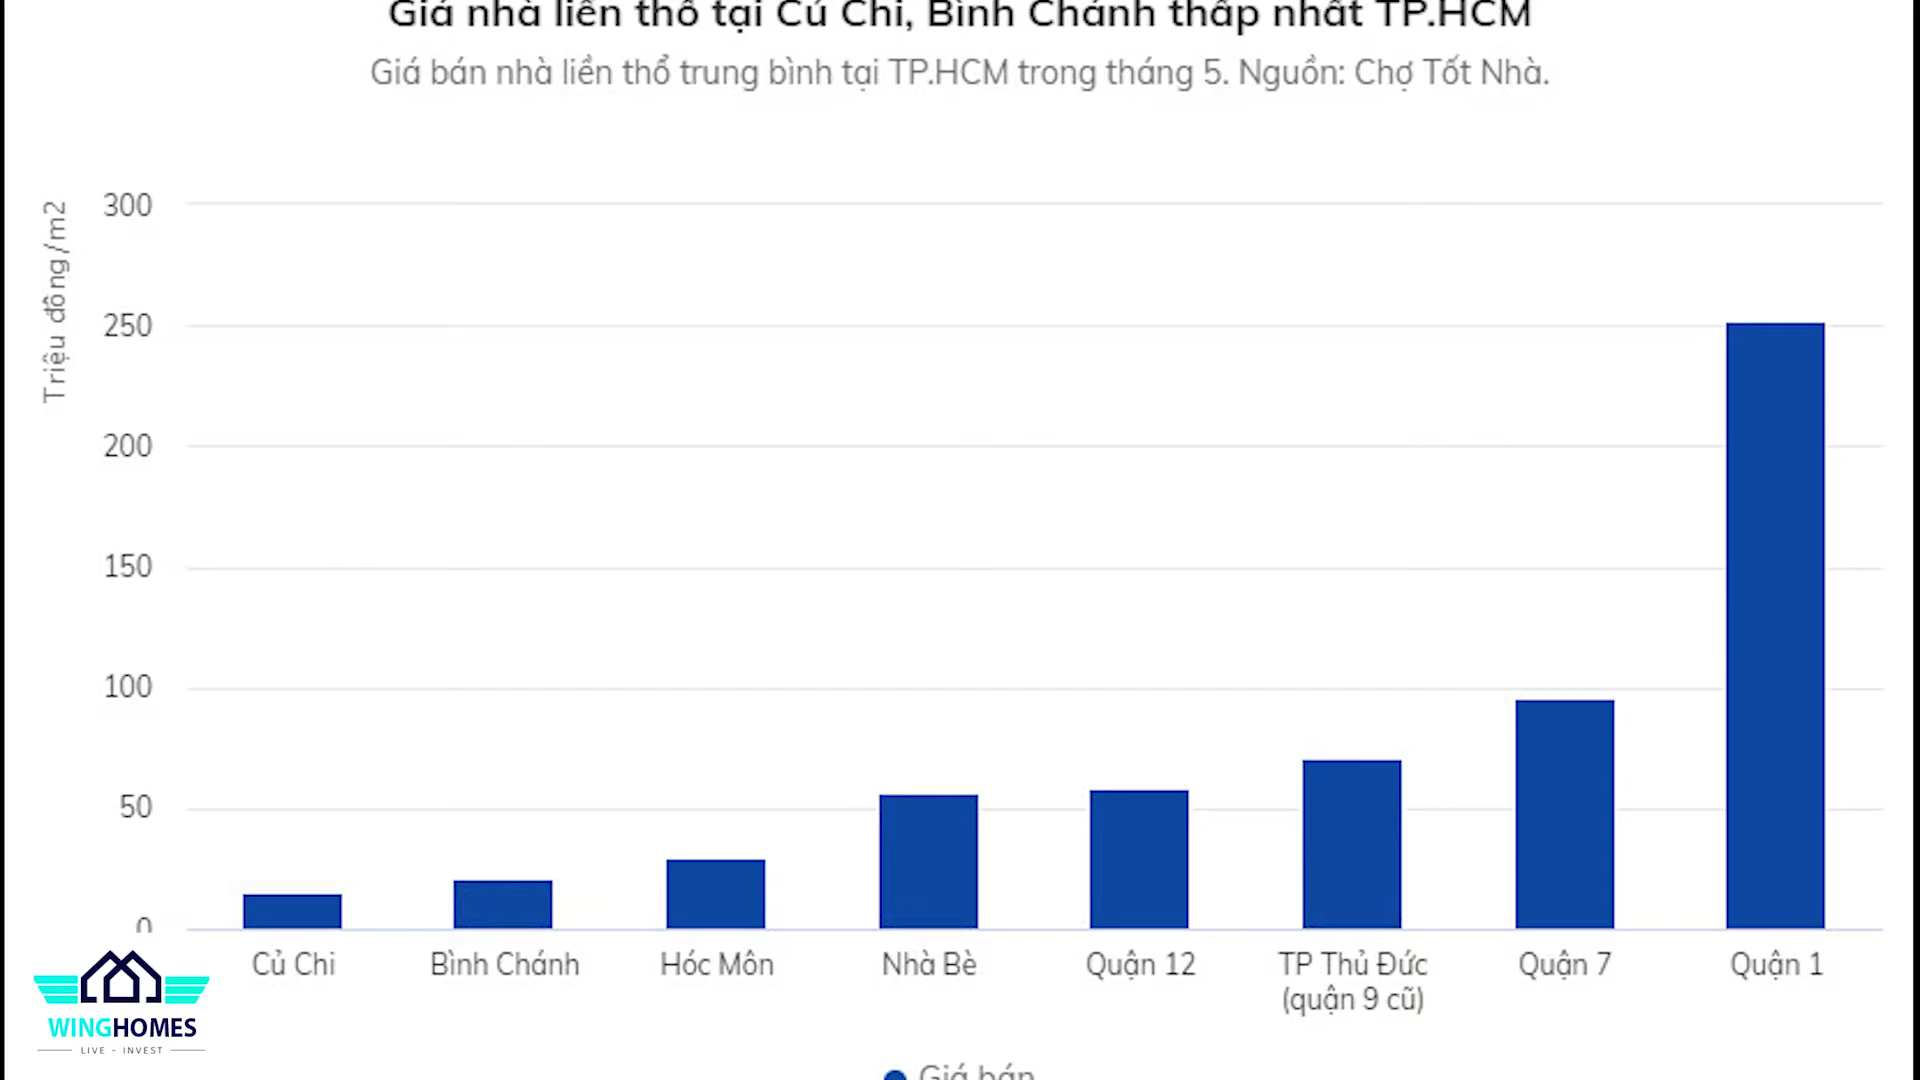 Giá nhà liền thổ tại Củ Chi, Bình Chánh thấp nhất TP.HCM
Giá bán nhà liền thổ trung bình tại TP.HCM trong tháng 5. Nguồn: Chợ Tốt Nhà.
Triệu đồng/m2
300
250
200
150
100
50
0
Củ Chi
Bình Chánh
Hóc Môn
Nhà Bè
Quận 12
TP Thủ Đức
(quận 9 cũ)
Quận 7
Quận 1
WINGHOMES
LIVE - INVEST
Giá bán